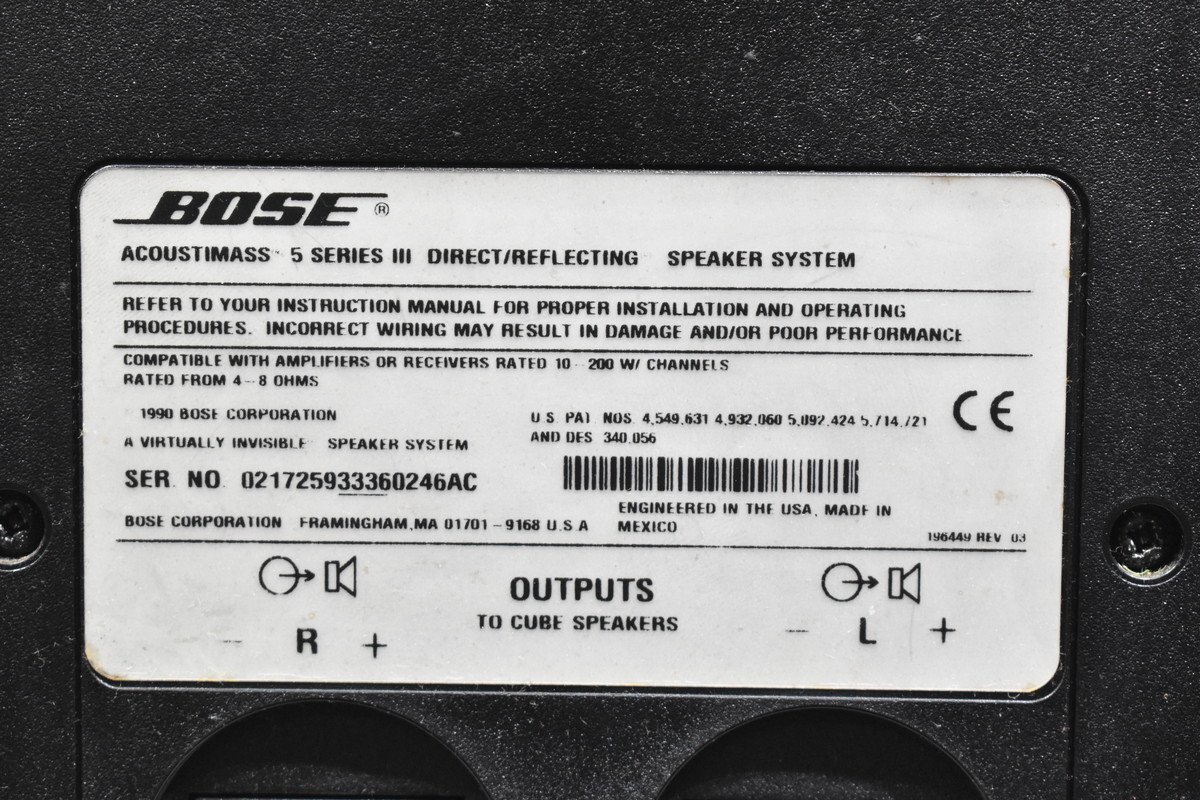 BOSE®
ACOUSTIMASS™ 5 SERIES III DIRECT/REFLECTING SPEAKER SYSTEM
REFER TO YOUR INSTRUCTION MANUAL FOR PROPER INSTALLATION AND OPERATING
PROCEDURES. INCORRECT WIRING MAY RESULT IN DAMAGE AND/OR POOR PERFORMANCE
COMPATIBLE WITH AMPLIFIERS OR RECEIVERS RATED 10 - 200 W/ CHANNELS
RATED FROM 4 - 8 OHMS
1990 BOSE CORPORATION
A VIRTUALLY INVISIBLE SPEAKER SYSTEM
SER. NO. 021725933360246AC
BOSE CORPORATION FRAMINGHAM, MA 01701 - 9168 U.S.A
U.S. PAT. NOS. 4,549,631 4,932,060 5,092,424 5,714,721
AND DES 340,056
CE
ENGINEERED IN THE USA, MADE IN
MEXICO
196449 REV 03
OUTPUTS
TO CUBE SPEAKERS
- R +
- L +